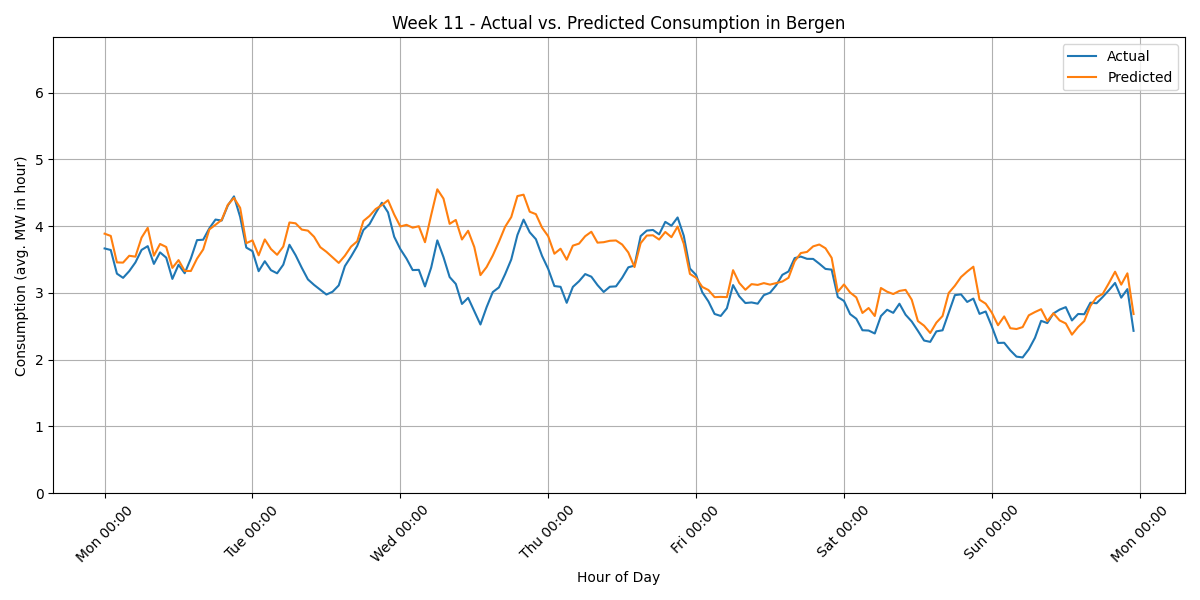 Week 11 - Actual vs. Predicted Consumption in Bergen
Actual
Predicted
Consumption (avg. MW in hour)
6
5
4
3
2
1
0
Mon 00:00
Tue 00:00
Wed 00:00
Thu 00:00
Fri 00:00
Sat 00:00
Sun 00:00
Mon 00:00
Hour of Day